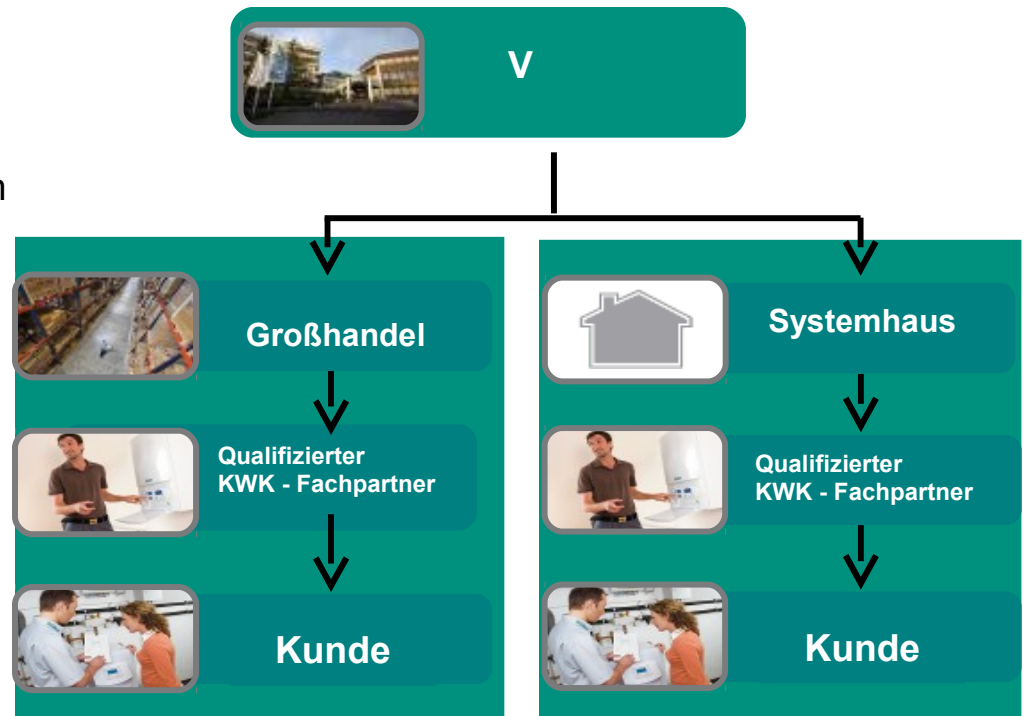 V
n
Großhandel
Qualifizierter
KWK - Fachpartner
Kunde
Systemhaus
Qualifizierter
KWK - Fachpartner
Kunde